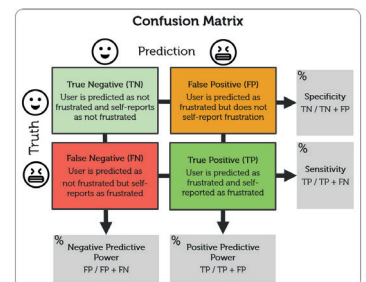 Confusion Matrix
Prediction
Truth
True Negative (TN)
User is predicted as not
frustrated and self-reports
as not frustrated
False Positive (FP)
User is predicted as
frustrated but does not
self-report frustration
%
Specificity
TN / TN + FP
False Negative (FN)
User is predicted as
not frustrated but self-
reports as frustrated
True Positive (TP)
User is predicted as
frustrated and self-
reported as frustrated
%
Sensitivity
TP / TP + FN
%
Negative Predictive
Power
FP / FP + FN
%
Positive Predictive
Power
TP / TP + FP